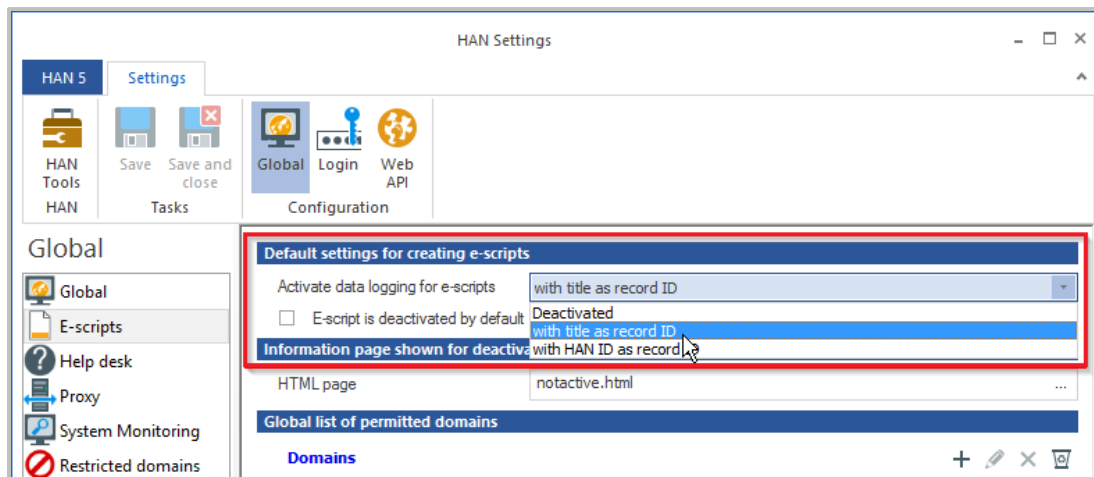 HAN Settings
HAN 5 Settings
HAN Tools
Save
Save and close
Global
Login
Web API
HAN
Tasks
Configuration
Global
Global
E-scripts
Help desk
Proxy
System Monitoring
Restricted domains
Default settings for creating e-scripts
Activate data logging for e-scripts with title as record ID
Deactivated
with title as record ID
with HAN ID as record
E-script is deactivated by default
Information page shown for
HTML page notactive.html ...
Global list of permitted domains
Domains